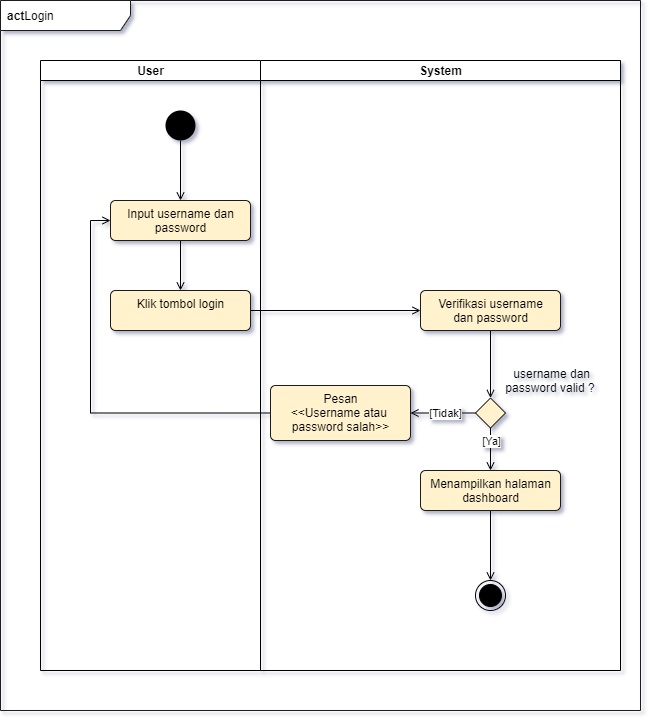 actLogin
User
System
Input username dan
password
Klik tombol login
Verifikasi username
dan password
username dan
password valid ?
Pesan
<<Username atau
password salah>>
[Tidak]
[Ya]
Menampilkan halaman
dashboard